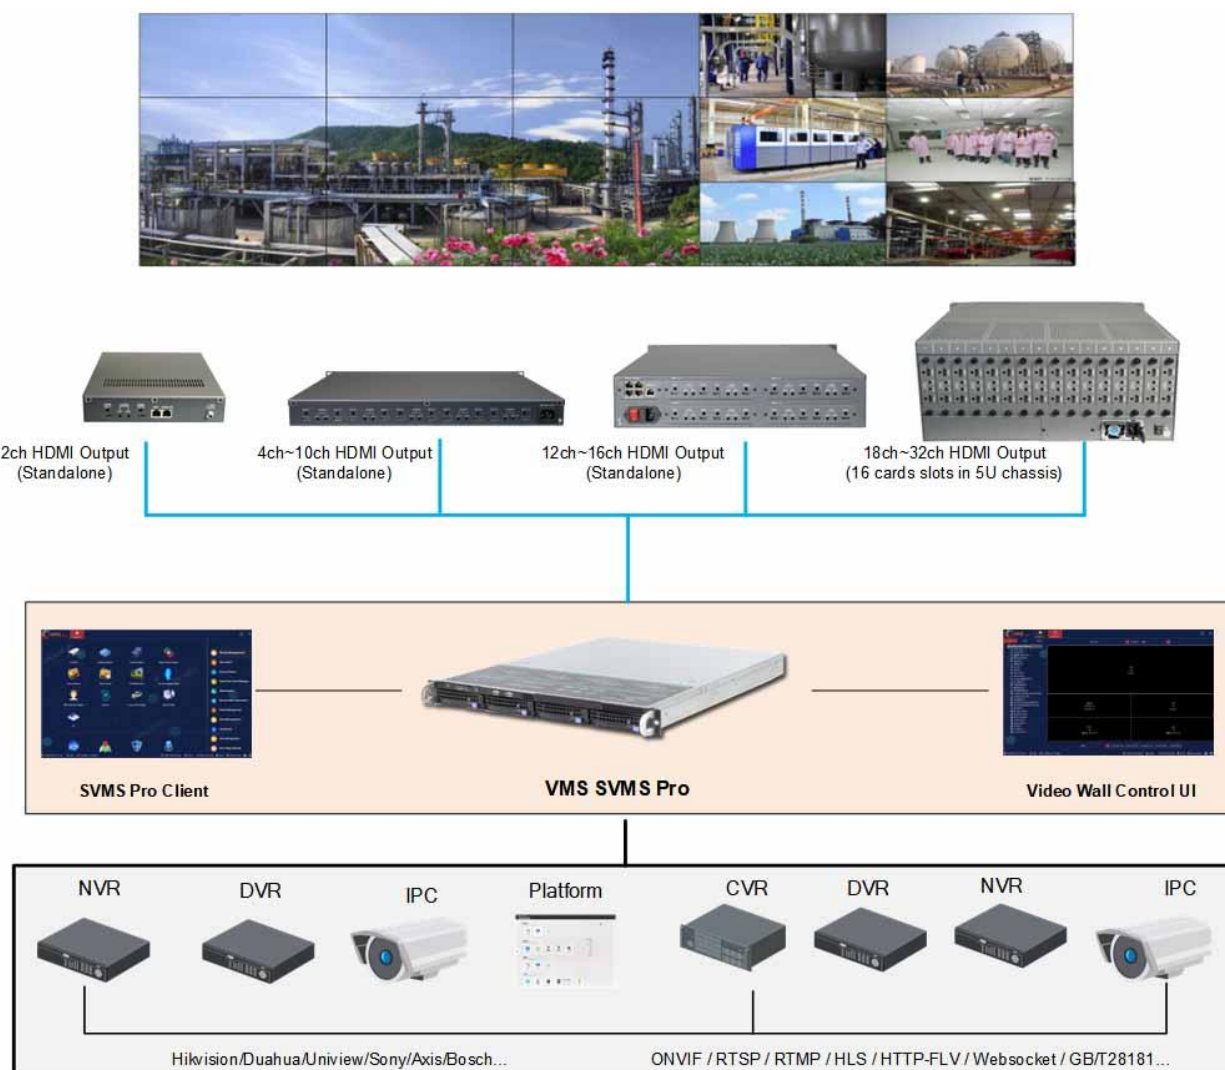 2ch HDMI Output
(Standalone)
4ch~10ch HDMI Output
(Standalone)
12ch~16ch HDMI Output
(Standalone)
18ch~32ch HDMI Output
(16 cards slots in 5U chassis)
SVMS Pro Client
VMS SVMS Pro
Video Wall Control UI
NVR
DVR
IPC
Platform
CVR
DVR
NVR
IPC
Hikvision/Duahua/Uniview/Sony/Axis/Bosch...
ONVIF / RTSP / RTMP / HLS / HTTP-FLV / Websocket / GB/T28181...